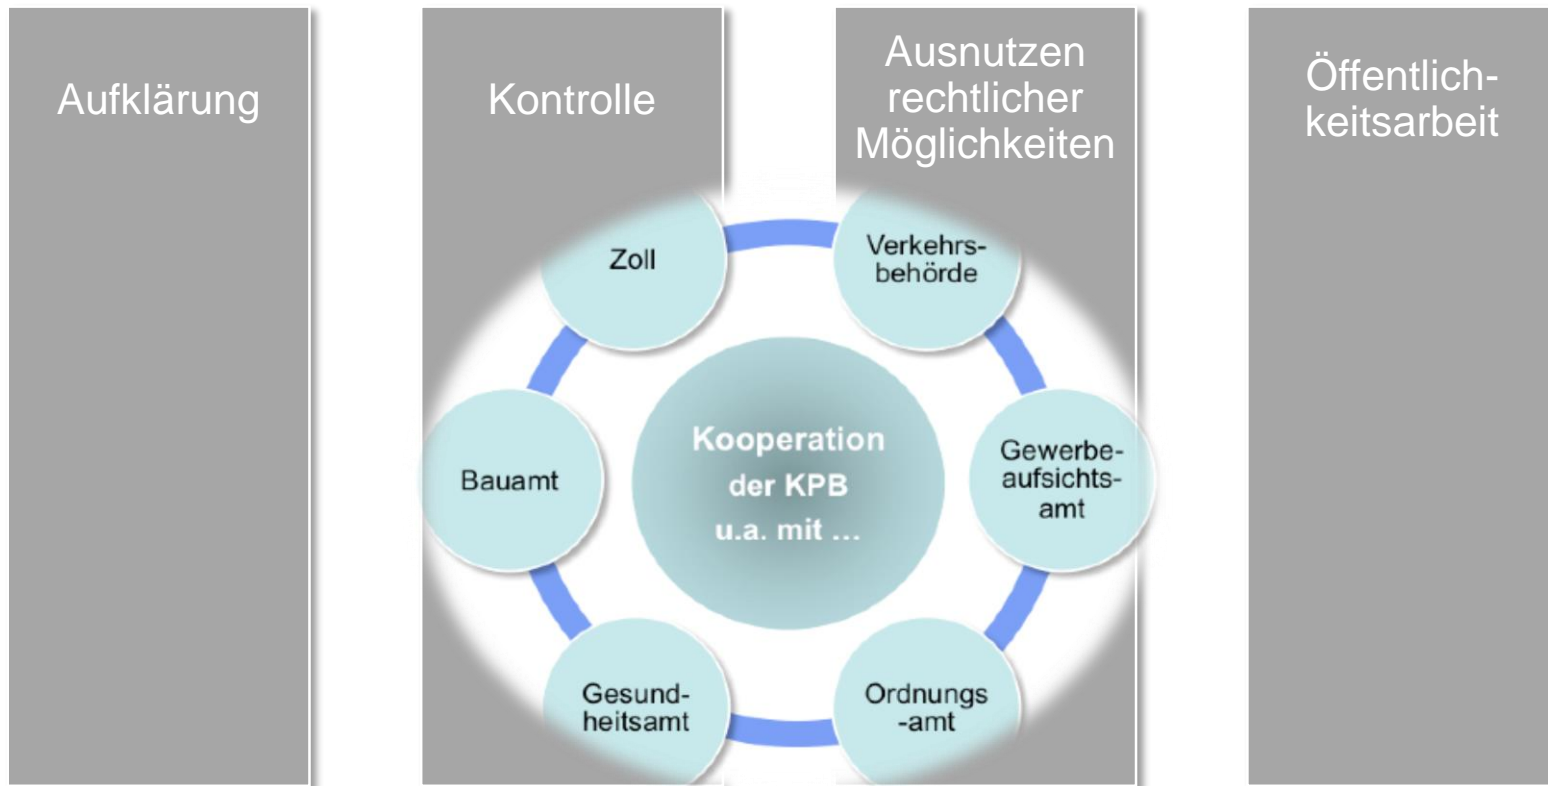 Aufklärung
Kontrolle
Ausnutzen
rechtlicher
Möglichkeiten
Öffentlich-
keitsarbeit
Zoll
Verkehrs-
behörde
Bauamt
Kooperation
der KPB
u.a. mit ...
Gewerbe-
aufsichts-
amt
Gesund-
heitsamt
Ordnungs
-amt